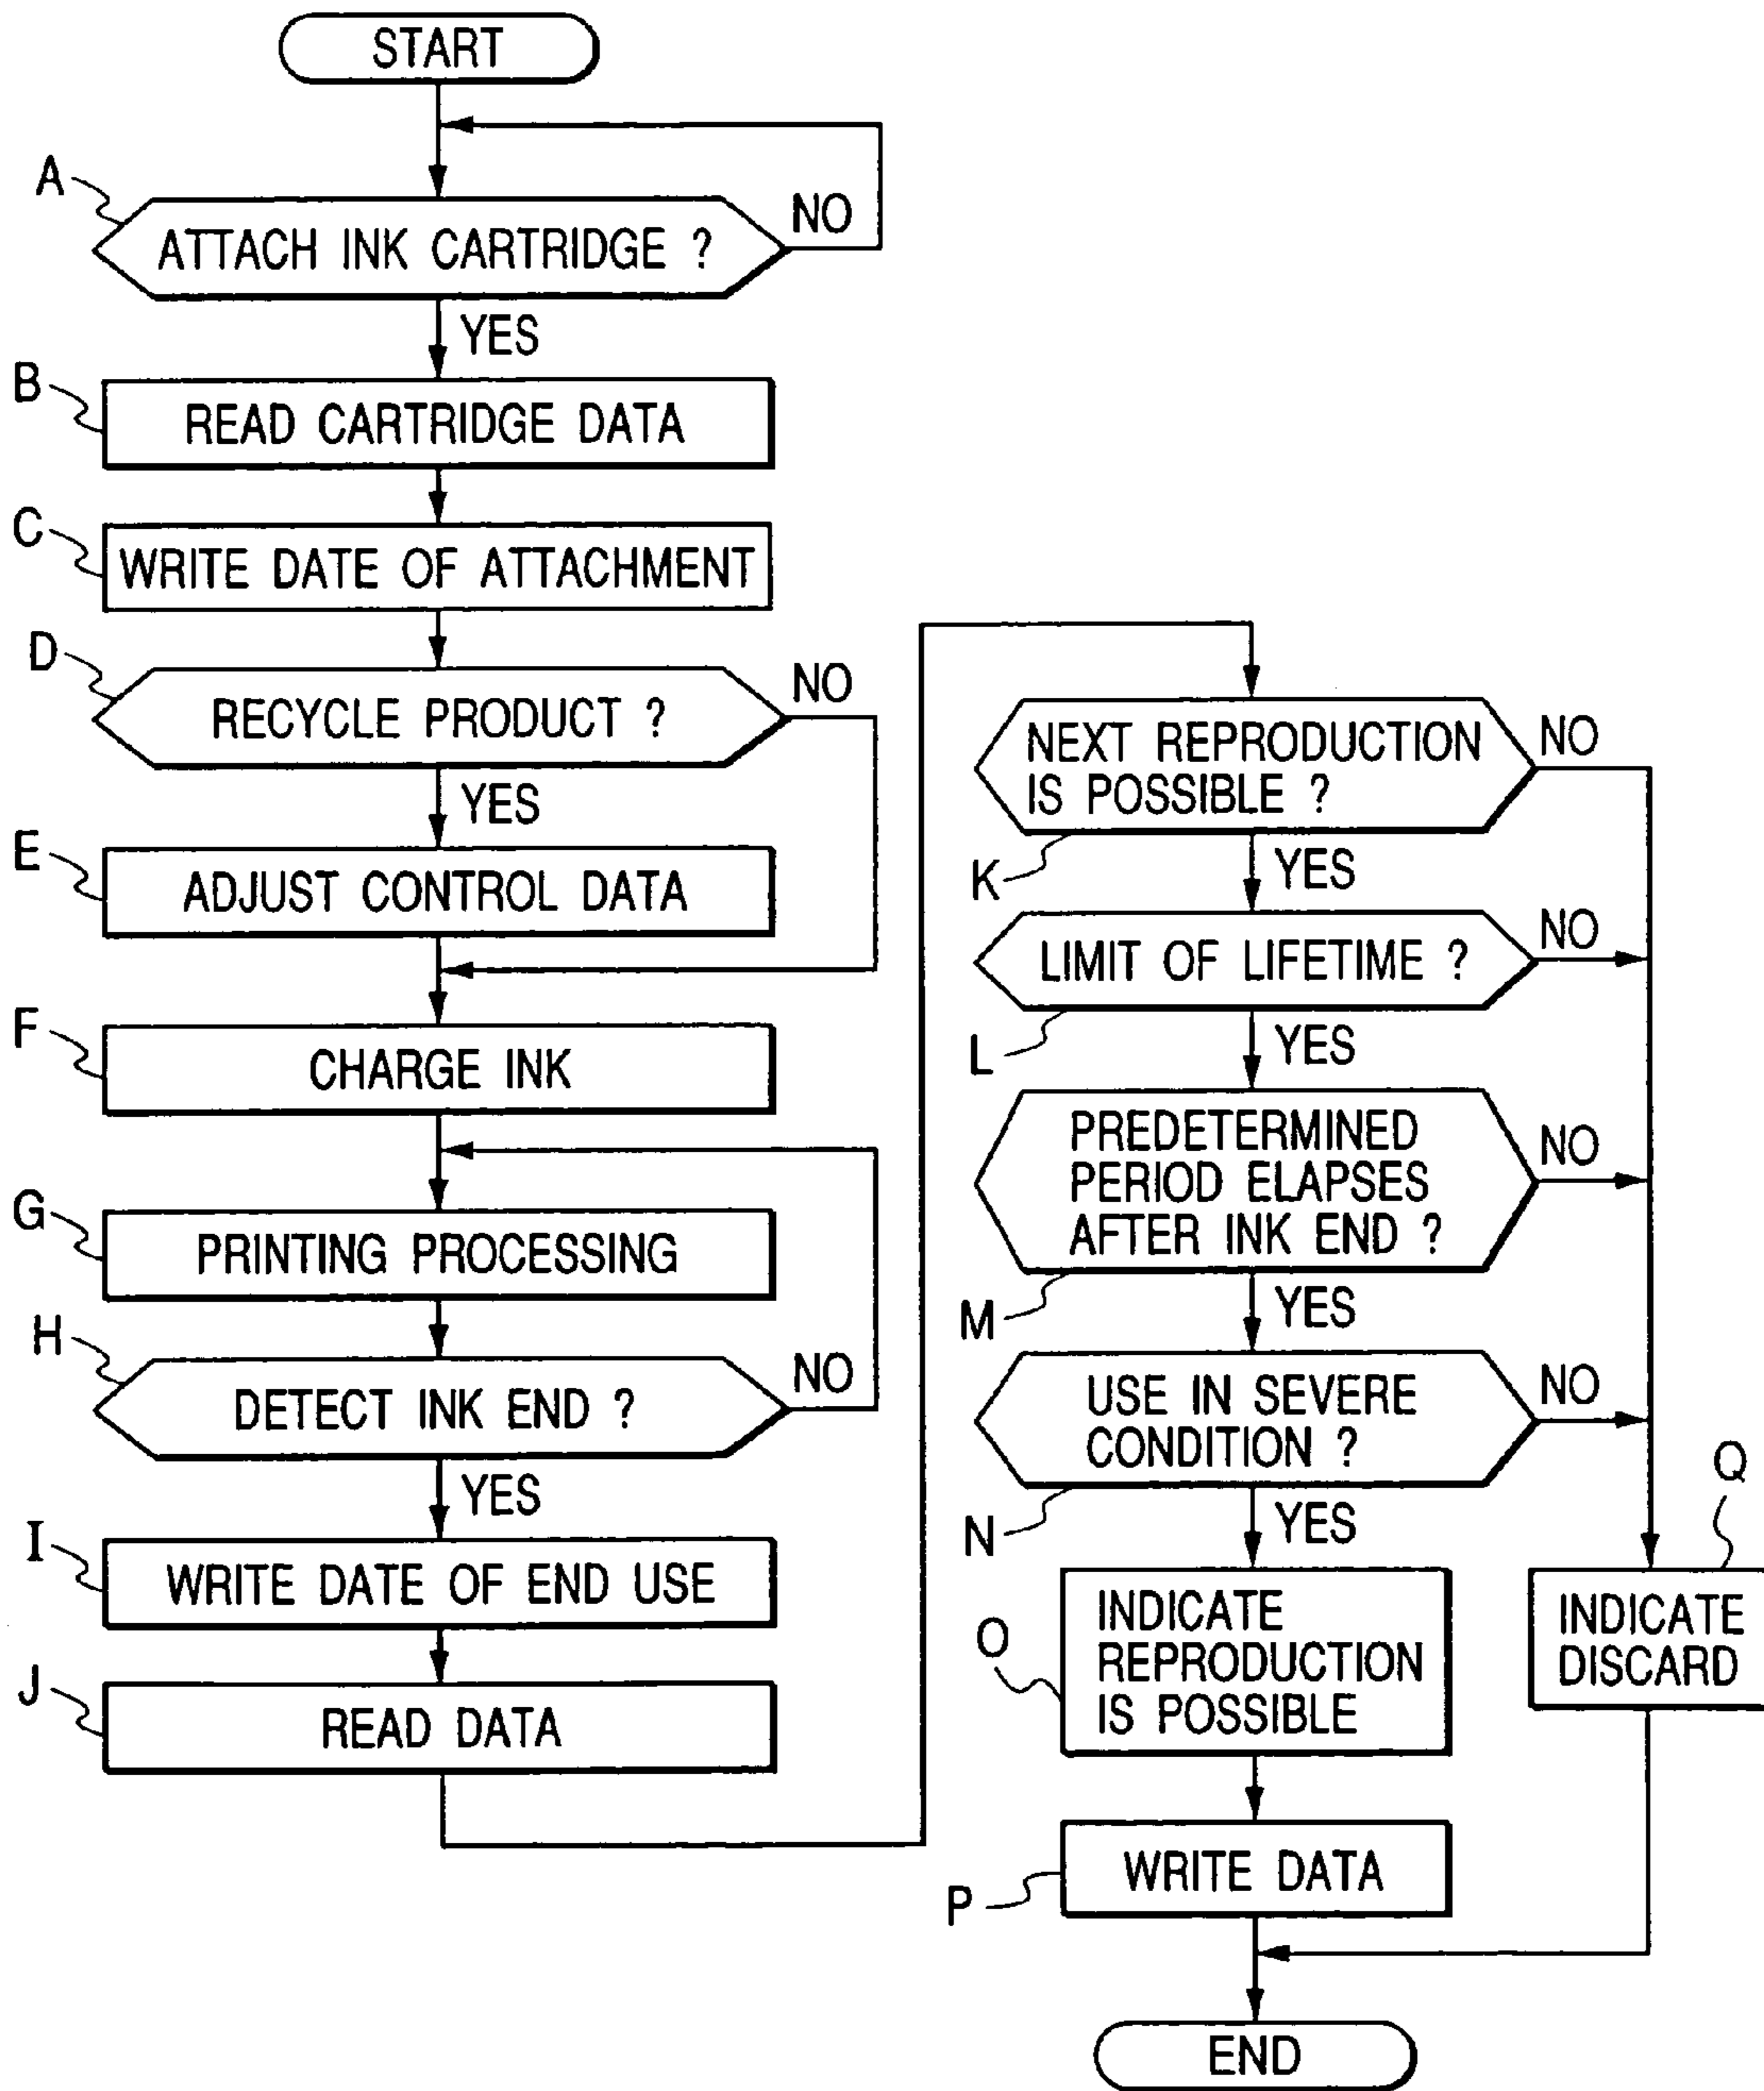 START
A
ATTACH INK CARTRIDGE ?
NO
YES
B
READ CARTRIDGE DATA
C
WRITE DATE OF ATTACHMENT
D
RECYCLE PRODUCT ?
NO
YES
E
ADJUST CONTROL DATA
F
CHARGE INK
G
PRINTING PROCESSING
H
DETECT INK END ?
NO
YES
I
WRITE DATE OF END USE
J
READ DATA
NEXT REPRODUCTION
IS POSSIBLE ?
NO
K
YES
LIMIT OF LIFETIME ?
NO
L
YES
PREDETERMINED
PERIOD ELAPSES
AFTER INK END ?
NO
M
YES
USE IN SEVERE
CONDITION ?
NO
N
YES
O
INDICATE
REPRODUCTION
IS POSSIBLE
Q
INDICATE
DISCARD
P
WRITE DATA
END